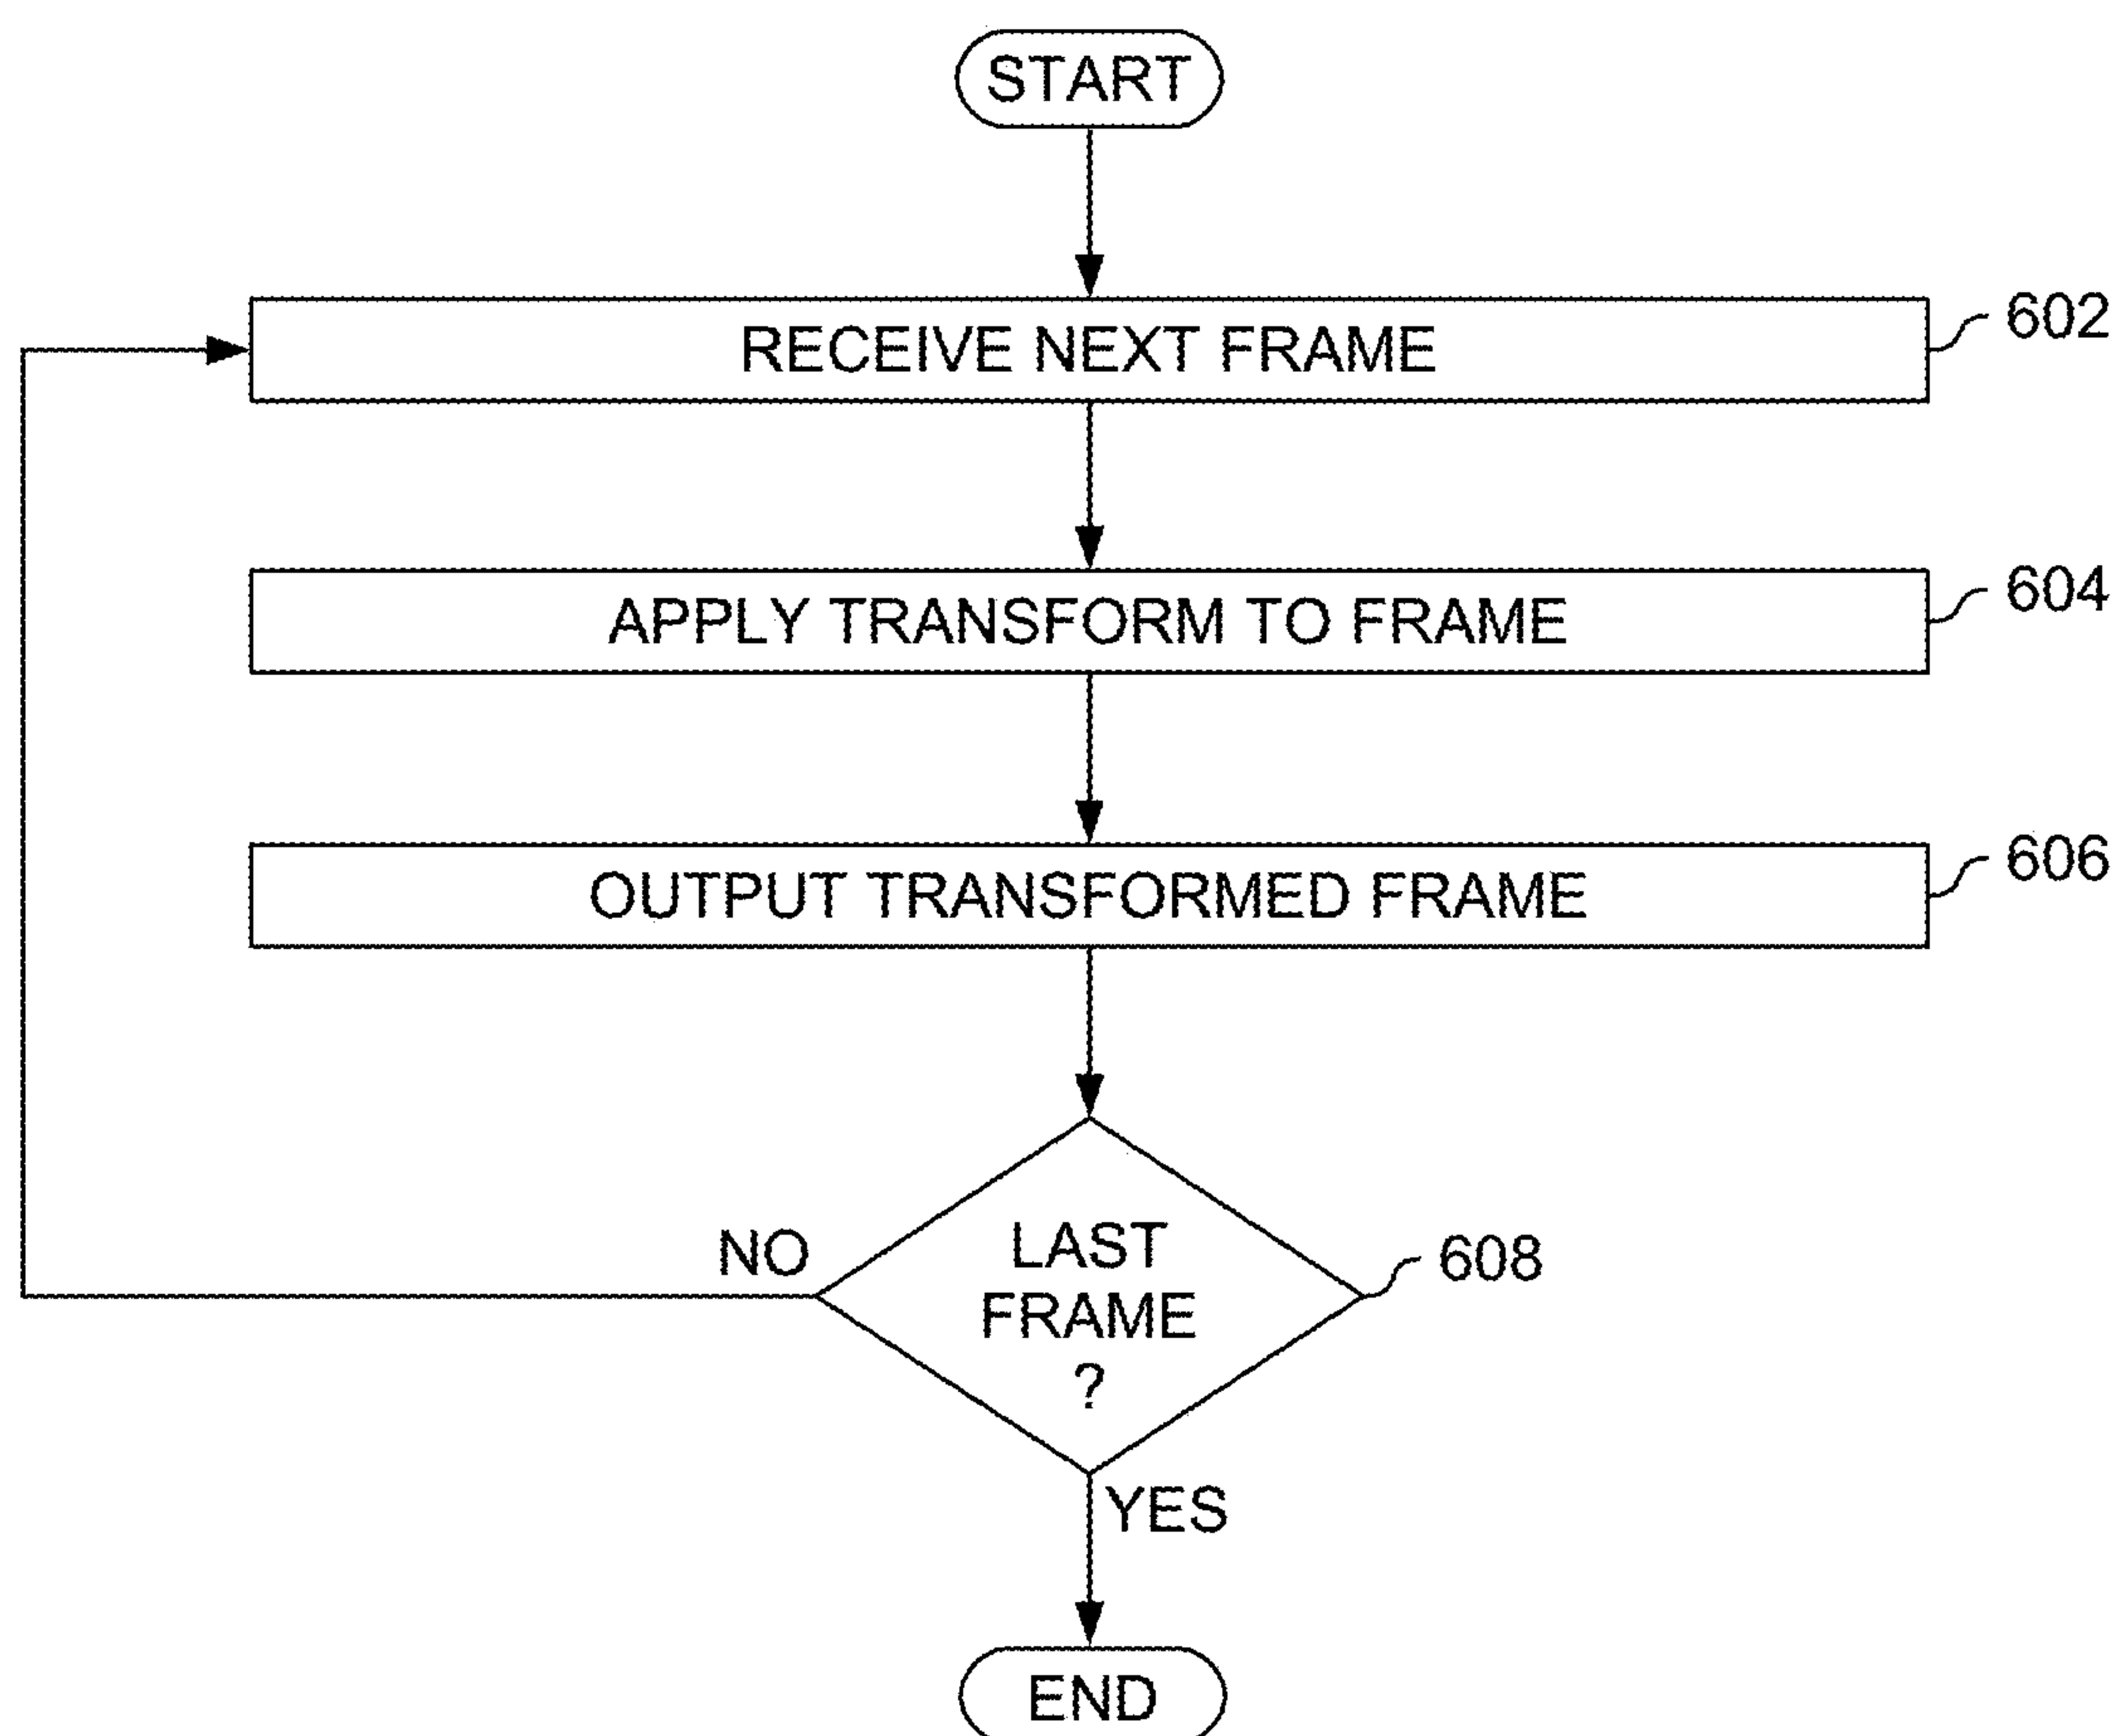 START
RECEIVE NEXT FRAME
602
APPLY TRANSFORM TO FRAME
604
OUTPUT TRANSFORMED FRAME
606
NO
LAST
FRAME
?
608
YES
END